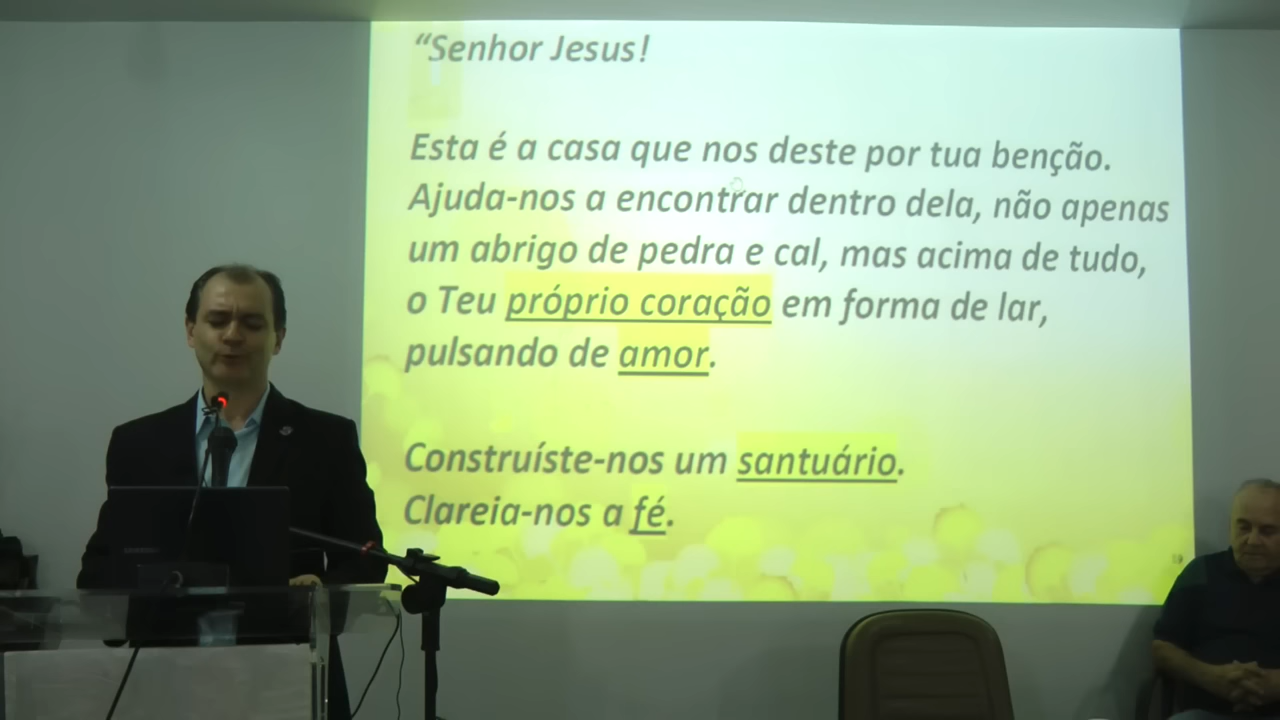 “Senhor Jesus!
Esta é a casa que nos deste por tua benção.
Ajuda-nos a encontrar dentro dela, não apenas
um abrigo de pedra e cal, mas acima de tudo,
o Teu próprio coração em forma de lar,
pulsando de amor.
Construíste-nos um santuário.
Clareia-nos a fé.